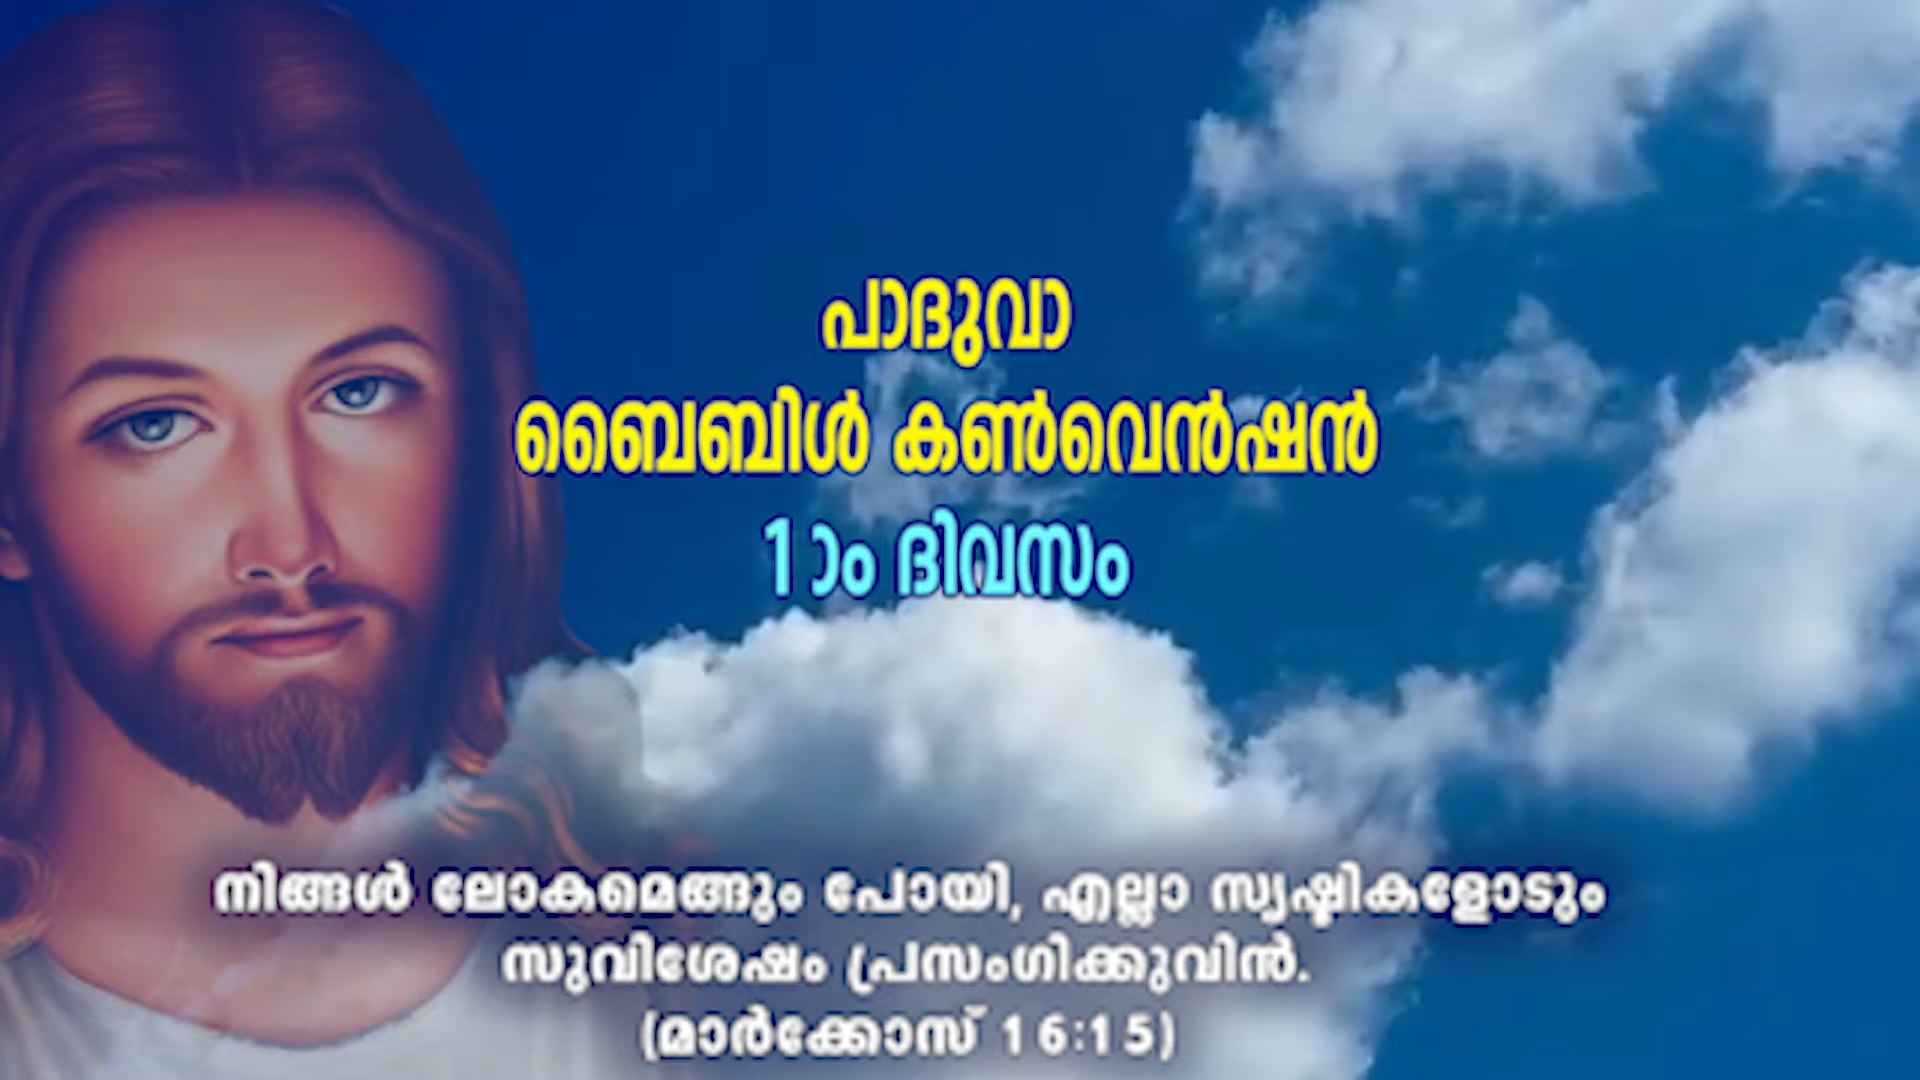 പാദുവാ
ബൈബിൾ കൺവെൻഷൻ
1ാം ദിവസം
നിങ്ങൾ ലോകമെങ്ങും പോയി, എല്ലാ സൃഷ്ടികളോടും
സുവിശേഷം പ്രസംഗിക്കുവിൻ.
(മാർക്കോസ് 16:15)